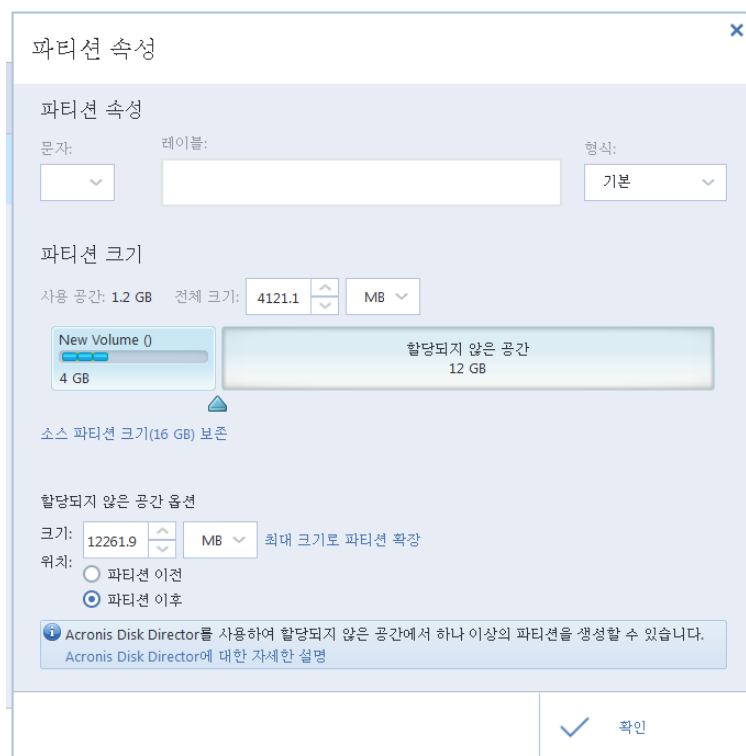 파티션 속성
파티션 속성
문자: 레이블: 형식:
기본
파티션 크기
사용 공간: 1.2 GB 전체 크기: 4121.1 MB
New Volume ()
4 GB
할당되지 않은 공간
12 GB
소스 파티션 크기(16 GB) 보존
할당되지 않은 공간 옵션
크기: 12261.9 MB 최대 크기로 파티션 확장
위치:
파티션 이전
파티션 이후
Acronis Disk Director를 사용하여 할당되지 않은 공간에서 하나 이상의 파티션을 생성할 수 있습니다.
Acronis Disk Director에 대한 자세한 설명
확인